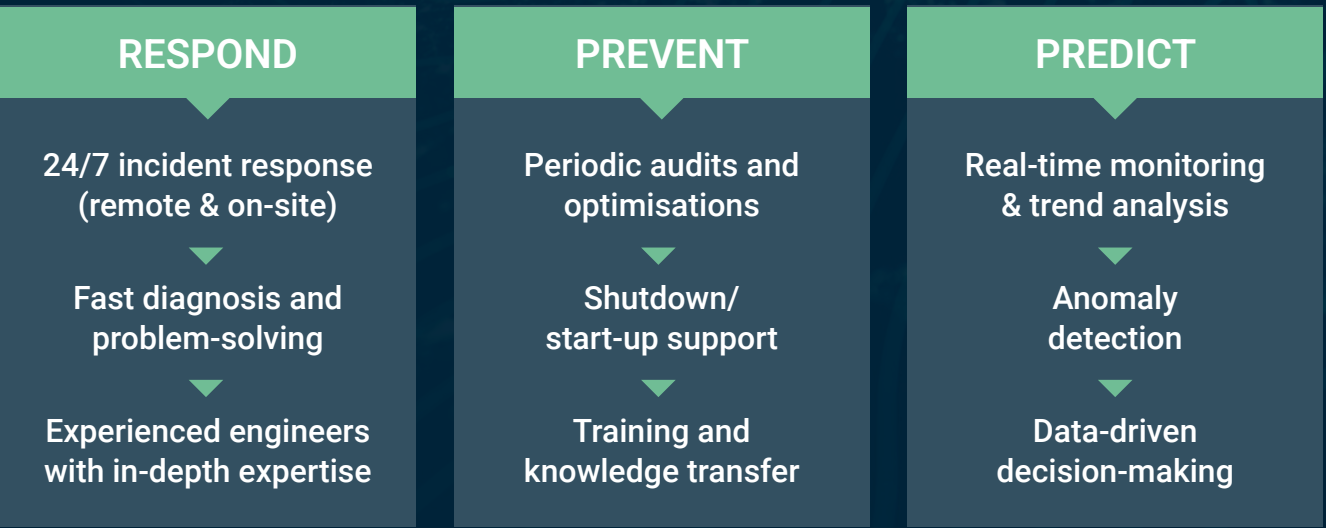 RESPOND
24/7 incident response
(remote & on-site)
Fast diagnosis and
problem-solving
Experienced engineers
with in-depth expertise
PREVENT
Periodic audits and
optimisations
Shutdown/
start-up support
Training and
knowledge transfer
PREDICT
Real-time monitoring
& trend analysis
Anomaly
detection
Data-driven
decision-making